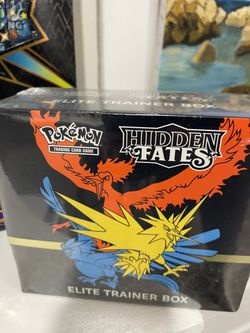 ELITE TRAINER BOX
POKÉMON
TRADING CARD GAME
HIDDEN
FATES
ELITE TRAINER BOX